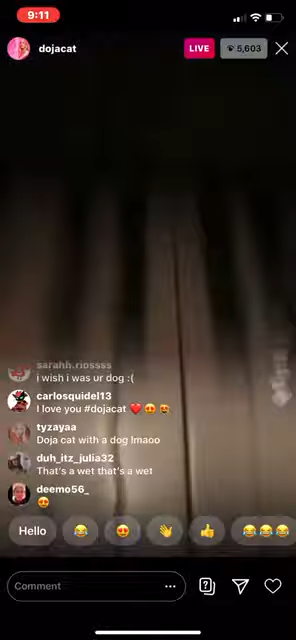 9:11
dojacat
LIVE
5,603
sarahh.riossss
i wish i was ur dog :(
carlosquidel13
I love you #dojacat ❤️😍
tyzayaa
Doja cat with a dog lmaoo
duh_itz_julia32
That's a wet that's a wet
deemo56_
😍
Hello 😂 😍 👋 👍 😂😂😂
Comment